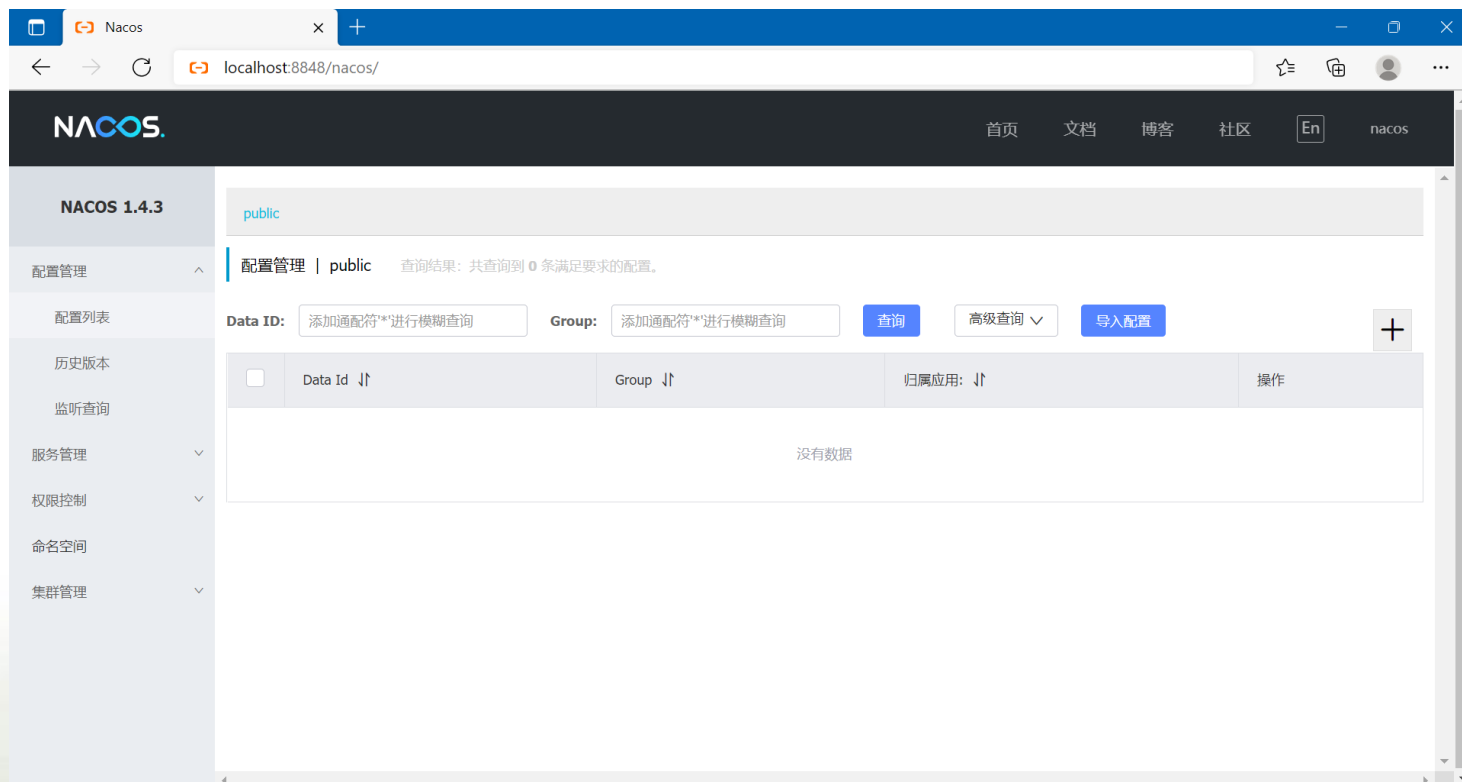 Nacos
localhost:8848/nacos/
NACOS.
首页 文档 博客 社区 En nacos
NACOS 1.4.3
public
配置管理
配置管理 | public 查询结果：共查询到 0 条满足要求的配置。
配置列表
Data ID: 添加通配符'*'进行模糊查询 Group: 添加通配符'*'进行模糊查询 查询 高级查询 导入配置
历史版本
Data Id Group 归属应用: 操作
监听查询
服务管理
没有数据
权限控制
命名空间
集群管理